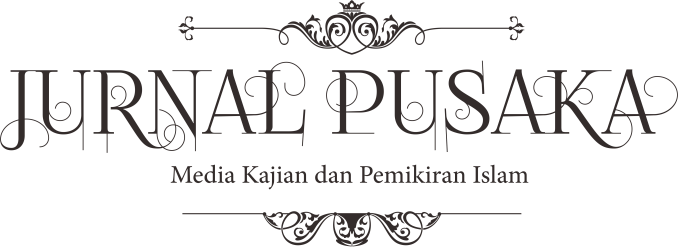 JURNAL PUSAKA
Media Kajian dan Pemikiran Islam